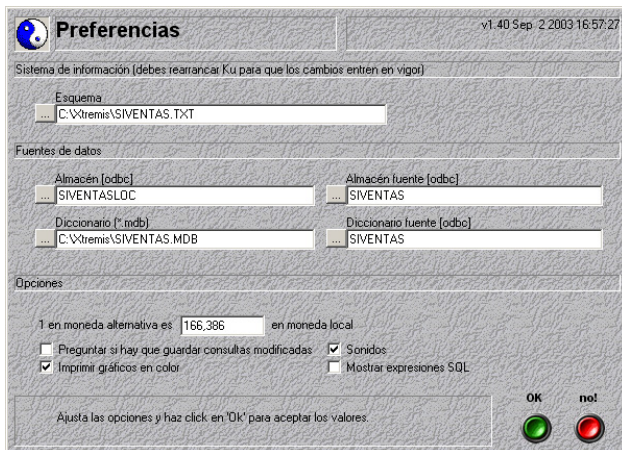 Preferencias
v1.40 Sep 2 2003 16:57:27
Sistema de información (debes rearrancar Ku para que los cambios entren en vigor)
Esquema
... C:\Xtremis\SIVENTAS.TXT
Fuentes de datos
Almacén [odbc] Almacén fuente [odbc]
... SIVENTASLOC ... SIVENTAS
Diccionario (*.mdb) Diccionario fuente [odbc]
... C:\Xtremis\SIVENTAS.MDB ... SIVENTAS
Opciones
1 en moneda alternativa es 166,386 en moneda local
Preguntar si hay que guardar consultas modificadas Sonidos
Imprimir gráficos en color Mostrar expresiones SQL
OK no!
Ajusta las opciones y haz click en 'Ok' para aceptar los valores.